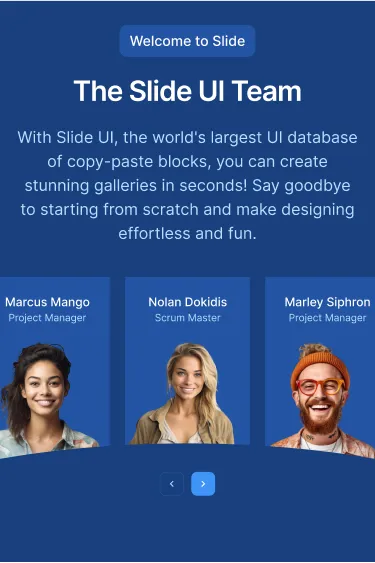 Welcome to Slide
The Slide UI Team
With Slide UI, the world's largest UI database
of copy-paste blocks, you can create
stunning galleries in seconds! Say goodbye
to starting from scratch and make designing
effortless and fun.
Marcus Mango
Project Manager
Nolan Dokidis
Scrum Master
Marley Siphron
Project Manager